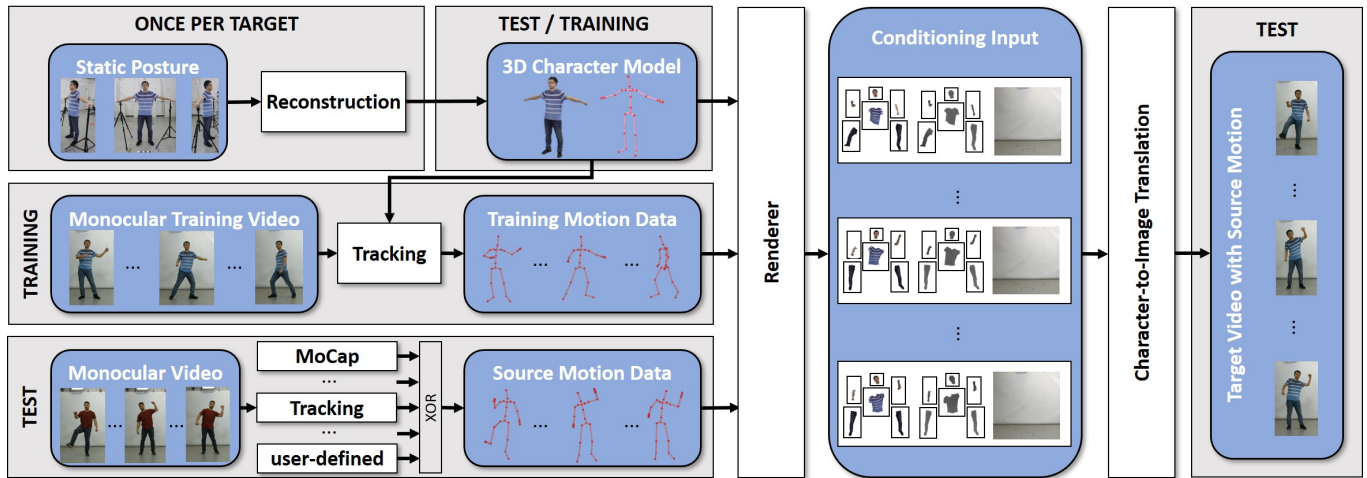 ONCE PER TARGET
Static Posture
Reconstruction
TEST / TRAINING
3D Character Model
TRAINING
Monocular Training Video
... ...
Tracking
Training Motion Data
... ...
TEST
Monocular Video
... ...
MoCap
...
Tracking
...
user-defined
XOR
Source Motion Data
... ...
Renderer
Conditioning Input
...
...
Character-to-Image Translation
TEST
Target Video with Source Motion
...
...